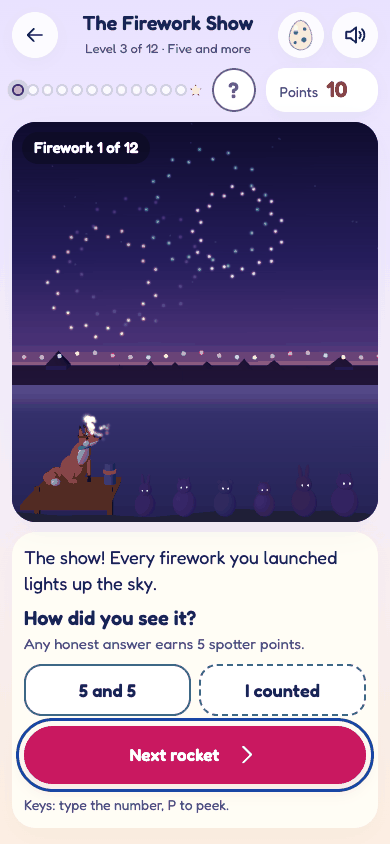 The Firework Show
Level 3 of 12 · Five and more
?
Points 10
Firework 1 of 12
The show! Every firework you launched
lights up the sky.
How did you see it?
Any honest answer earns 5 spotter points.
5 and 5
I counted
Next rocket
Keys: type the number, P to peek.